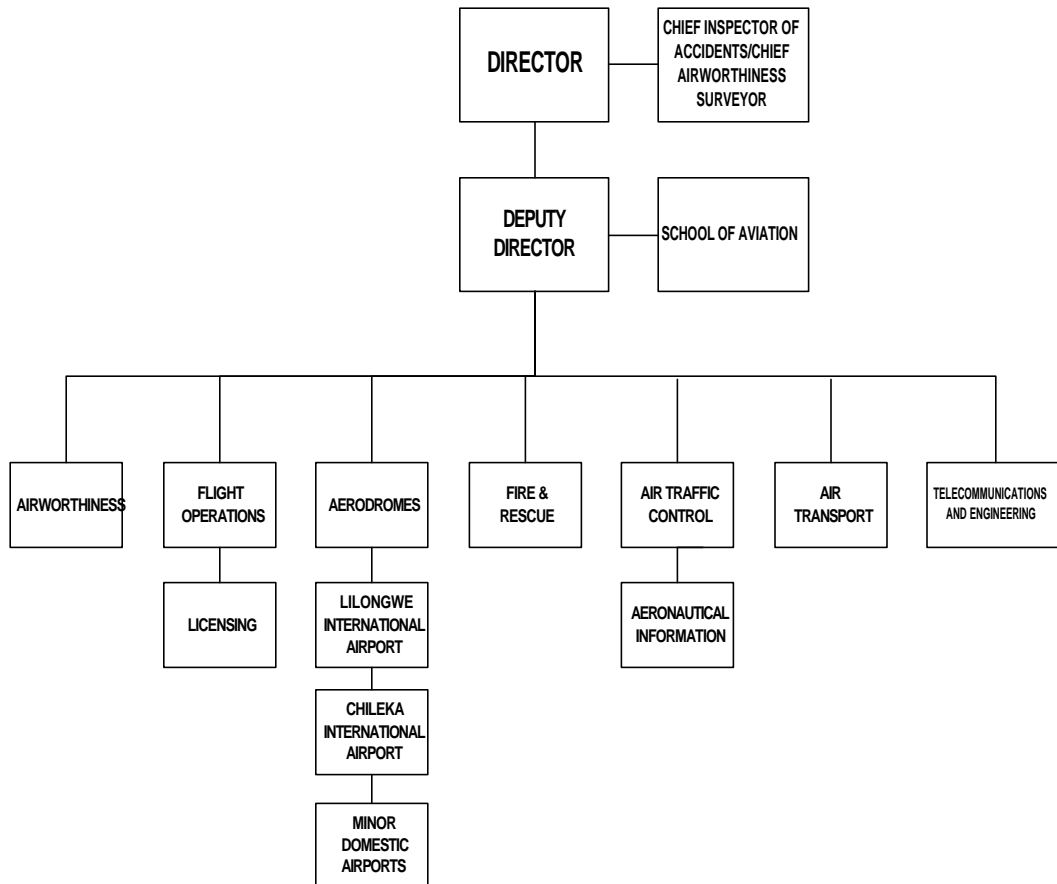 DIRECTOR
CHIEF INSPECTOR OF
ACCIDENTS/CHIEF
AIRWORTHINESS
SURVEYOR
DEPUTY
DIRECTOR
SCHOOL OF AVIATION
AIRWORTHINESS
FLIGHT
OPERATIONS
AERODROMES
FIRE &
RESCUE
AIR TRAFFIC
CONTROL
AIR
TRANSPORT
TELECOMMUNICATIONS
AND ENGINEERING
LICENSING
LILONGWE
INTERNATIONAL
AIRPORT
AERONAUTICAL
INFORMATION
CHILEKA
INTERNATIONAL
AIRPORT
MINOR
DOMESTIC
AIRPORTS